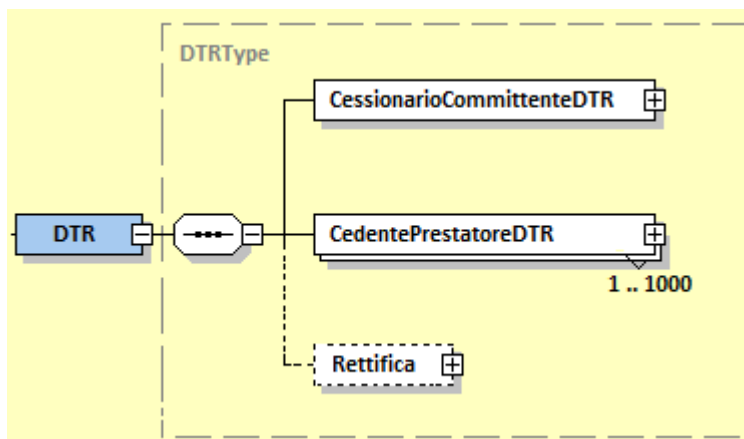 DTRType
CessionarioCommittenteDTR
DTR
CedentePrestatoreDTR
1 .. 1000
Rettifica